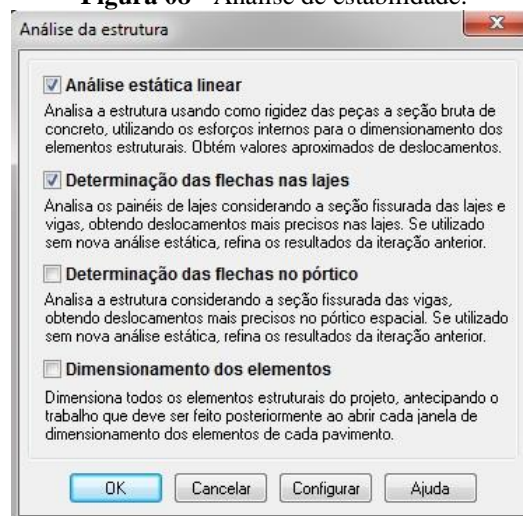 Figura 08 - Análise de estabilidade.
Análise da estrutura
Análise estática linear
Analisa a estrutura usando como rigidez das peças a seção bruta de
concreto, utilizando os esforços internos para o dimensionamento dos
elementos estruturais. Obtém valores aproximados de deslocamentos.
Determinação das flechas nas lajes
Analisa os painéis de lajes considerando a seção fissurada das lajes e
vigas, obtendo deslocamentos mais precisos nas lajes. Se utilizado
sem nova análise estática, refina os resultados da iteração anterior.
Determinação das flechas no pórtico
Analisa a estrutura considerando a seção fissurada das vigas,
obtendo deslocamentos mais precisos no pórtico espacial. Se utilizado
sem nova análise estática, refina os resultados da iteração anterior.
Dimensionamento dos elementos
Dimensiona todos os elementos estruturais do projeto, antecipando o
trabalho que deve ser feito posteriormente ao abrir cada janela de
dimensionamento dos elementos de cada pavimento.
OK Cancelar Configurar Ajuda